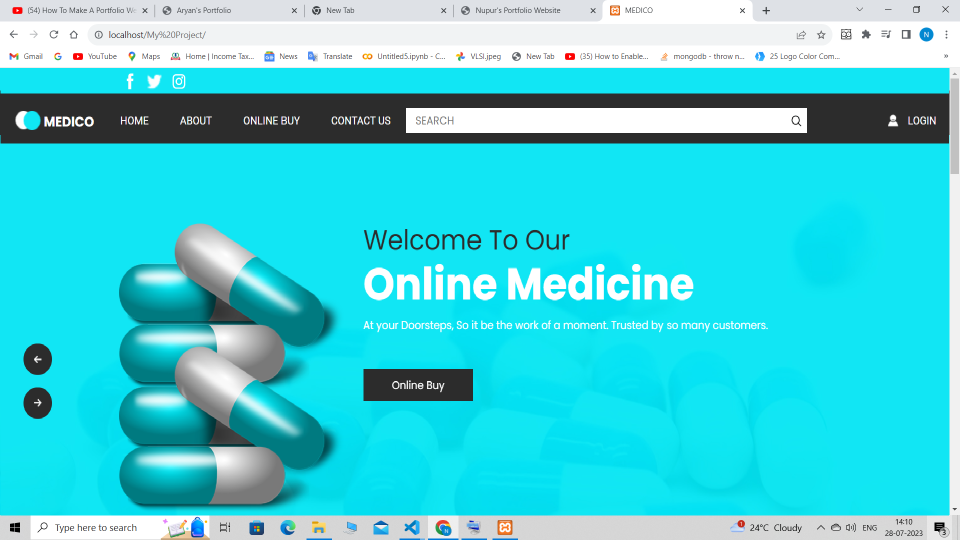 (54) How To Make A Portfolio We
Aryan's Portfolio
New Tab
Nupur's Portfolio Website
MEDICO
localhost/My%20Project/
N
Gmail
YouTube
Maps
Home | Income Tax...
News
Translate
Untitled5.ipynb - C...
VLSI.jpeg
New Tab
(35) How to Enable...
mongodb - throw n...
25 Logo Color Com...
»
MEDICO
HOME
ABOUT
ONLINE BUY
CONTACT US
SEARCH
LOGIN
Welcome To Our
Online Medicine
At your Doorsteps, So it be the work of a moment. Trusted by so many customers.
Online Buy
Type here to search
1
24°C Cloudy
ENG
14:10
28-07-2023
3